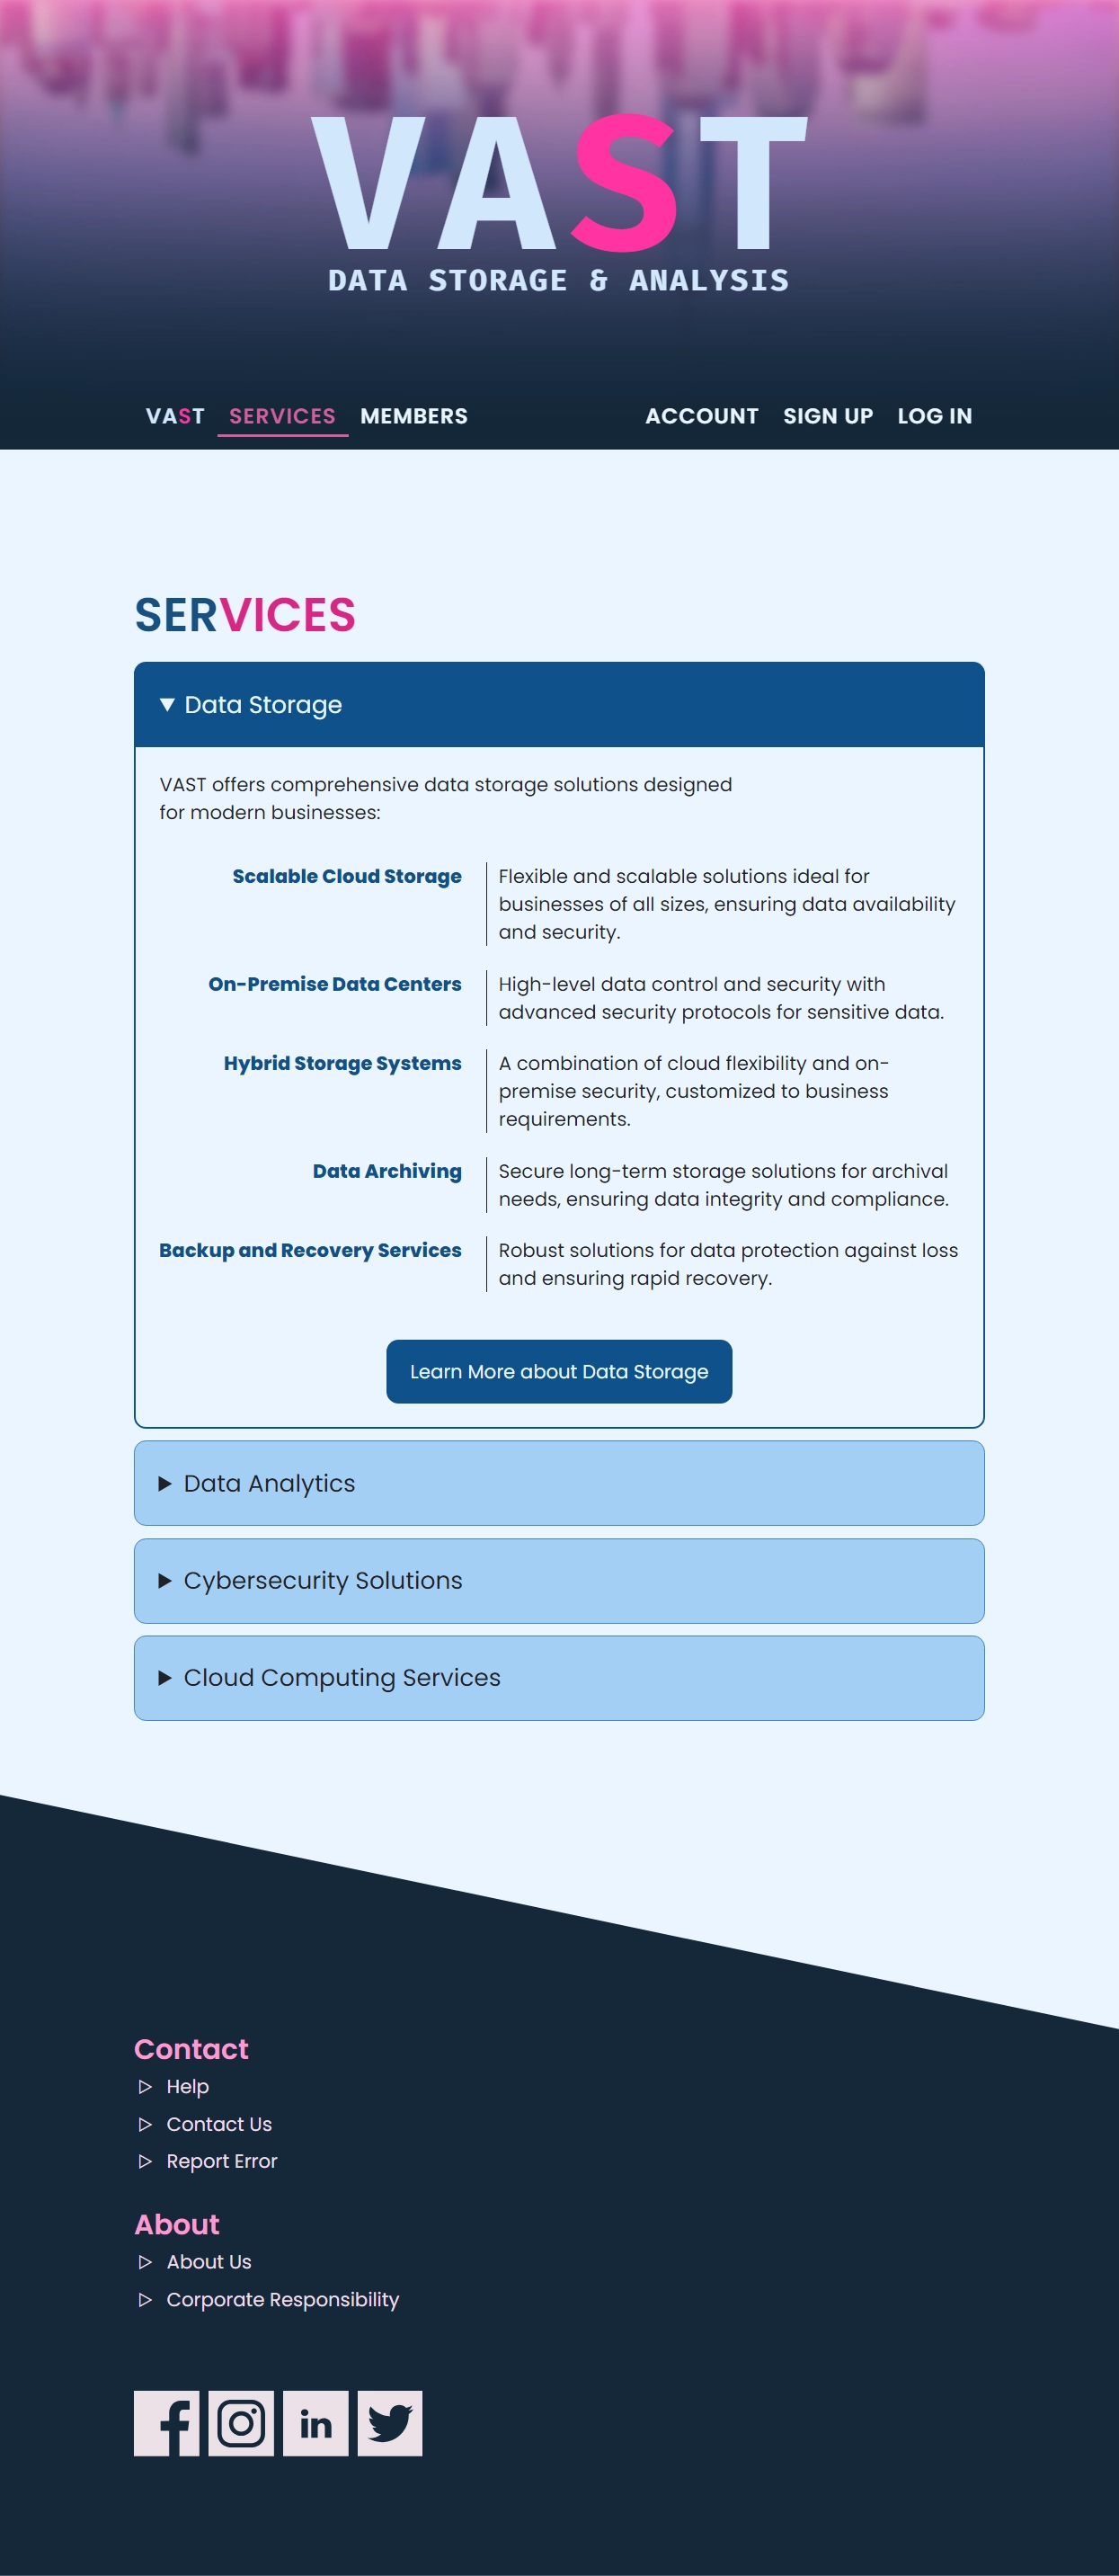 VAST
DATA STORAGE & ANALYSIS
VAST SERVICES MEMBERS ACCOUNT SIGN UP LOG IN
SERVICES
Data Storage
VAST offers comprehensive data storage solutions designed
for modern businesses:
Scalable Cloud Storage
Flexible and scalable solutions ideal for
businesses of all sizes, ensuring data availability
and security.
On-Premise Data Centers
High-level data control and security with
advanced security protocols for sensitive data.
Hybrid Storage Systems
A combination of cloud flexibility and on-
premise security, customized to business
requirements.
Data Archiving
Secure long-term storage solutions for archival
needs, ensuring data integrity and compliance.
Backup and Recovery Services
Robust solutions for data protection against loss
and ensuring rapid recovery.
Learn More about Data Storage
Data Analytics
Cybersecurity Solutions
Cloud Computing Services
Contact
Help
Contact Us
Report Error
About
About Us
Corporate Responsibility